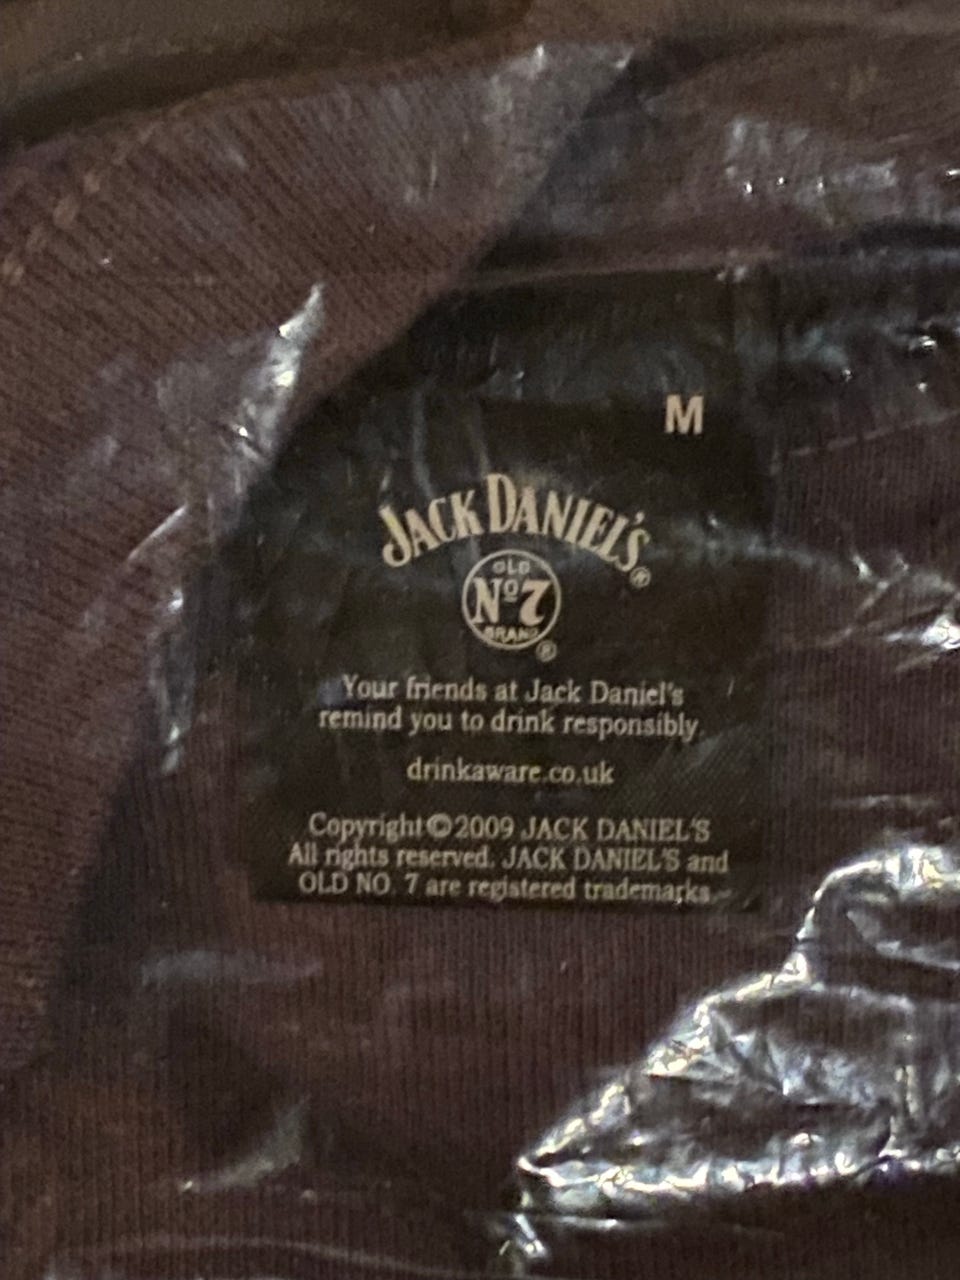 M
JACK DANIEL'S®
OLD
Nº7
BRAND
®
Your friends at Jack Daniel's
remind you to drink responsibly.
drinkaware.co.uk
Copyright©2009 JACK DANIEL'S
All rights reserved. JACK DANIEL'S and
OLD NO. 7 are registered trademarks.